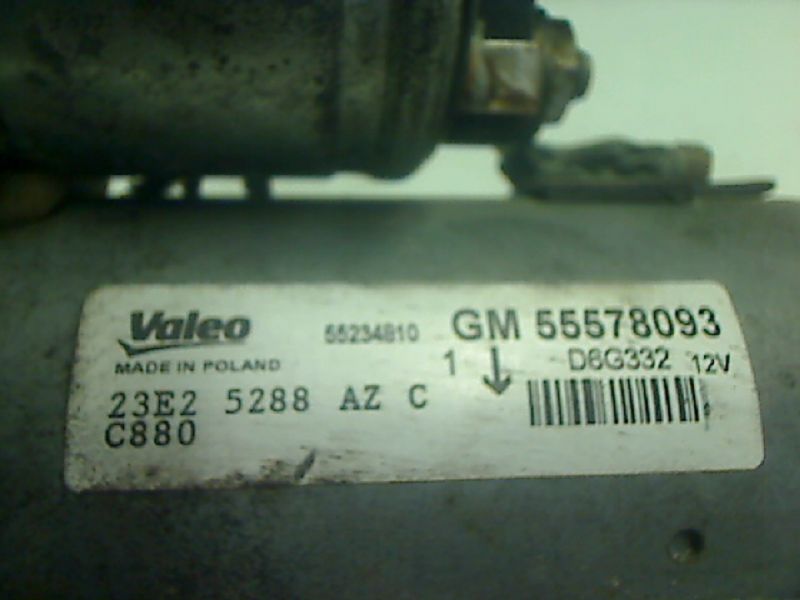 Valeo 55234810 GM 55578093
MADE IN POLAND 1 D6G332 12V
23E2 5288 AZ C
C880